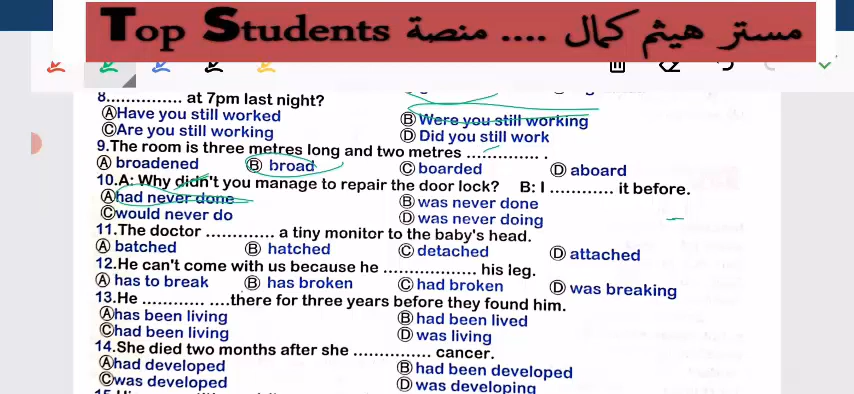 Top Students مستر هيثم كمال .... منصة
8............... at 7pm last night?
Ⓐ Have you still worked Ⓑ Were you still working
Ⓒ Are you still working Ⓓ Did you still work
9.The room is three metres long and two metres .............. .
Ⓐ broadened Ⓑ broad Ⓒ boarded Ⓓ aboard
10.A: Why didn't you manage to repair the door lock? B: I ............ it before.
Ⓐ had never done Ⓑ was never done
Ⓒ would never do Ⓓ was never doing
11.The doctor ............. a tiny monitor to the baby's head.
Ⓐ batched Ⓑ hatched Ⓒ detached Ⓓ attached
12.He can't come with us because he .................. his leg.
Ⓐ has to break Ⓑ has broken Ⓒ had broken Ⓓ was breaking
13.He ............ ....there for three years before they found him.
Ⓐ has been living Ⓑ had been lived
Ⓒ had been living Ⓓ was living
14.She died two months after she ............... cancer.
Ⓐ had developed Ⓑ had been developed
Ⓒ was developed Ⓓ was developing